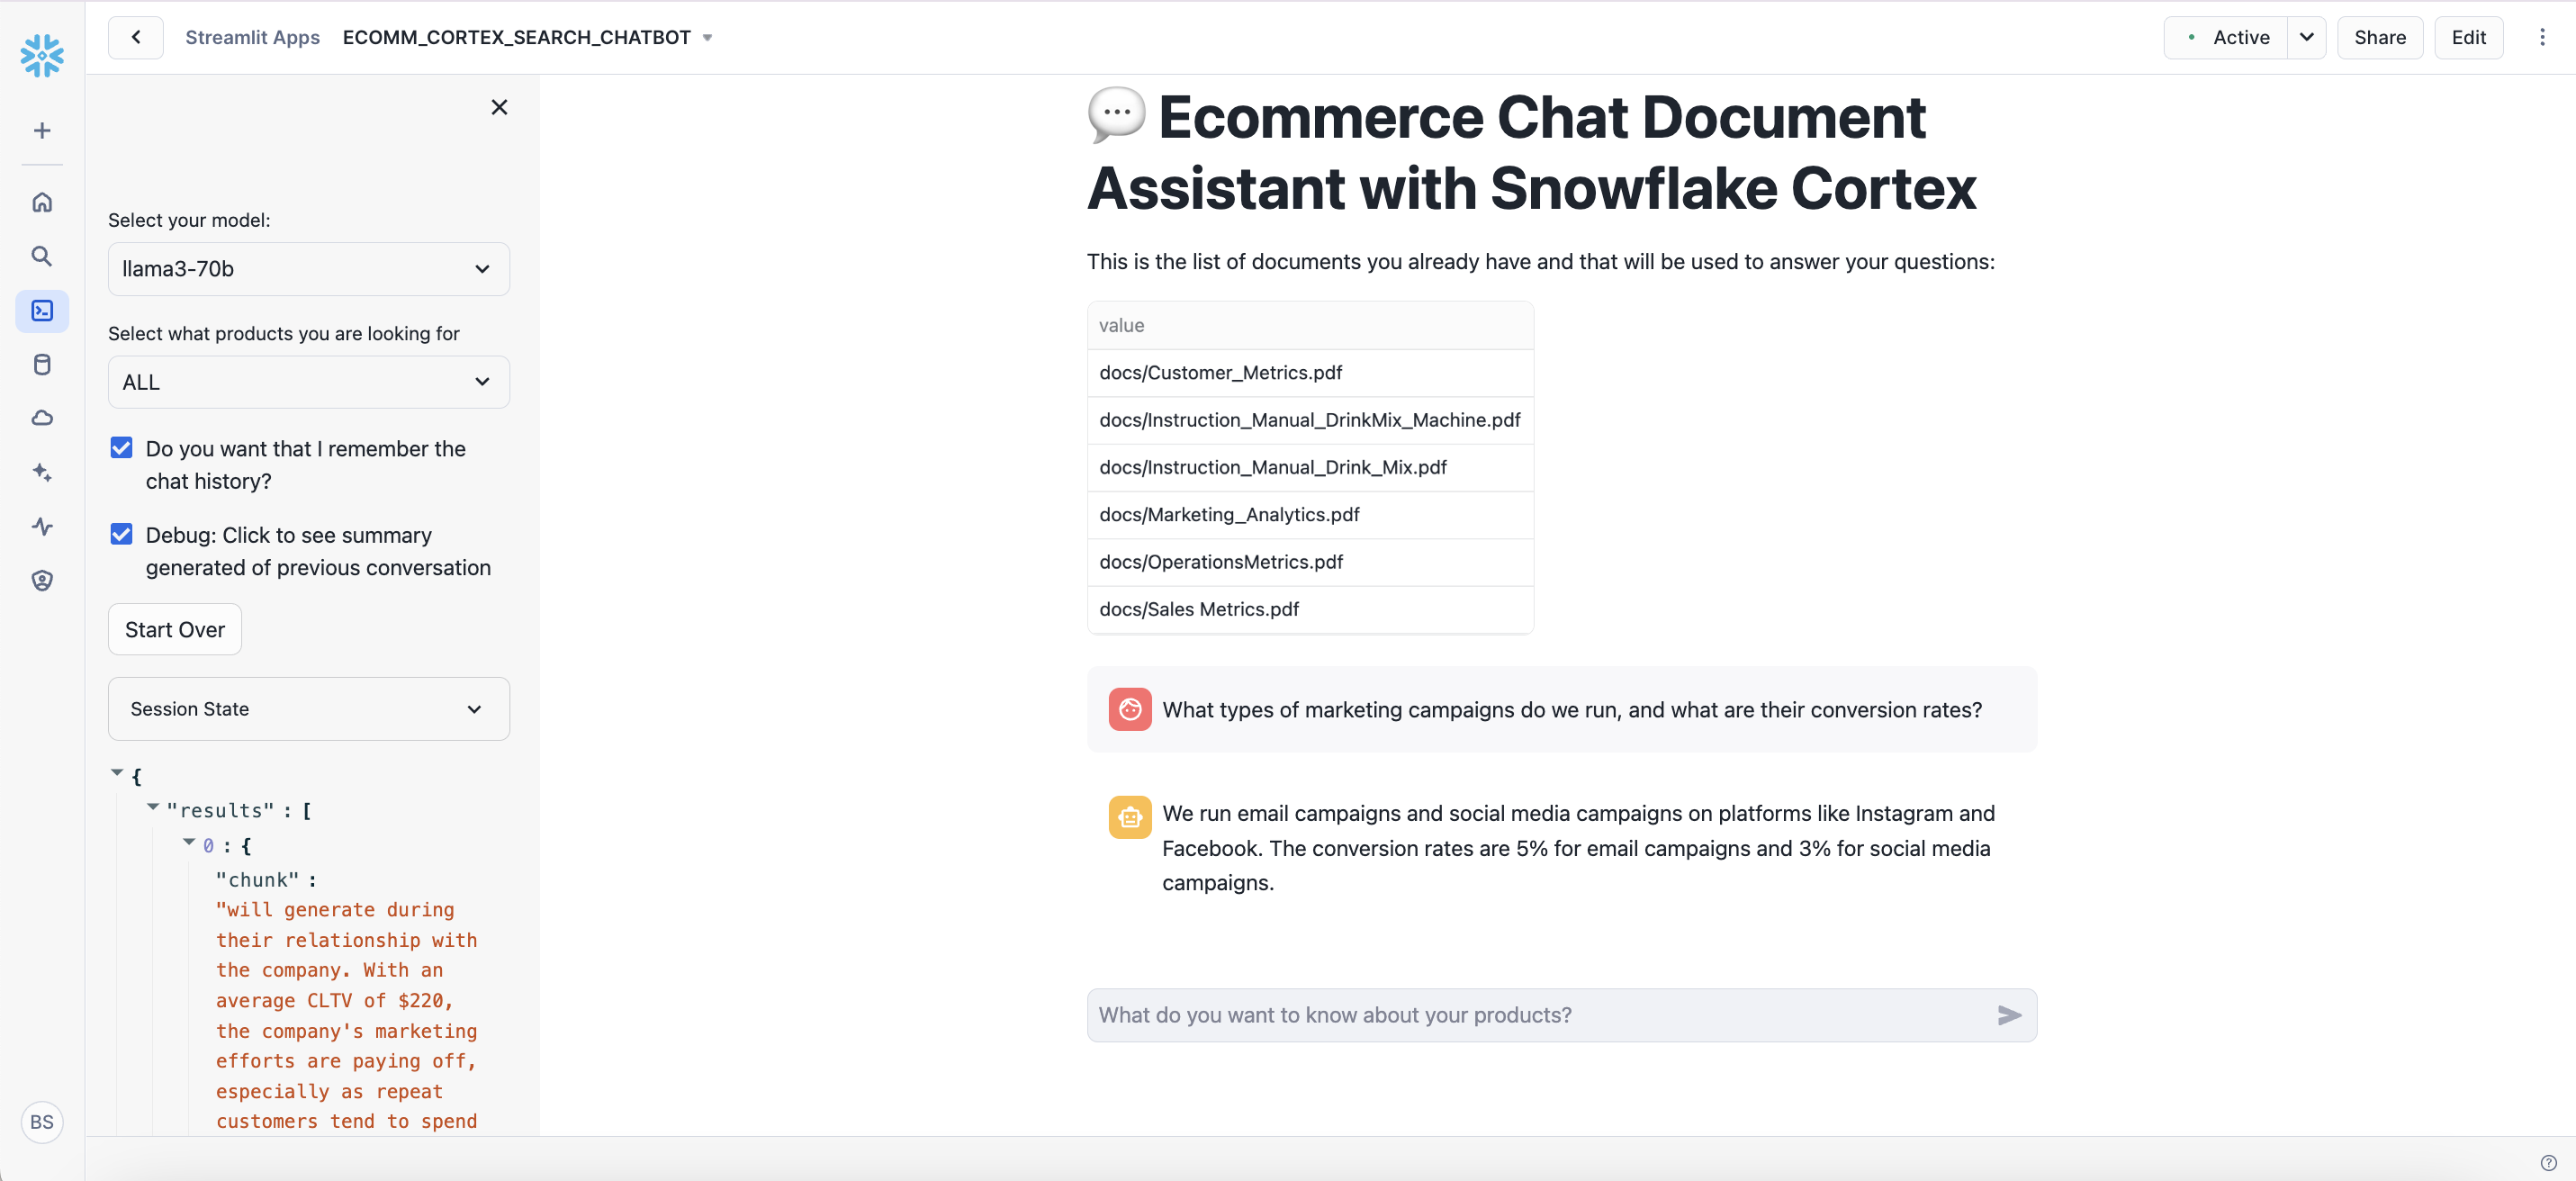 Streamlit Apps ECOMM_CORTEX_SEARCH_CHATBOT
Active
Share
Edit
Select your model:
llama3-70b
Select what products you are looking for
ALL
Do you want that I remember the
chat history?
Debug: Click to see summary
generated of previous conversation
Start Over
Session State
{
"results" : [
0 : {
"chunk" :
"will generate during
their relationship with
the company. With an
average CLTV of $220,
the company's marketing
efforts are paying off,
especially as repeat
customers tend to spend
BS
Ecommerce Chat Document
Assistant with Snowflake Cortex
This is the list of documents you already have and that will be used to answer your questions:
value
docs/Customer_Metrics.pdf
docs/Instruction_Manual_DrinkMix_Machine.pdf
docs/Instruction_Manual_Drink_Mix.pdf
docs/Marketing_Analytics.pdf
docs/OperationsMetrics.pdf
docs/Sales Metrics.pdf
What types of marketing campaigns do we run, and what are their conversion rates?
We run email campaigns and social media campaigns on platforms like Instagram and
Facebook. The conversion rates are 5% for email campaigns and 3% for social media
campaigns.
What do you want to know about your products?